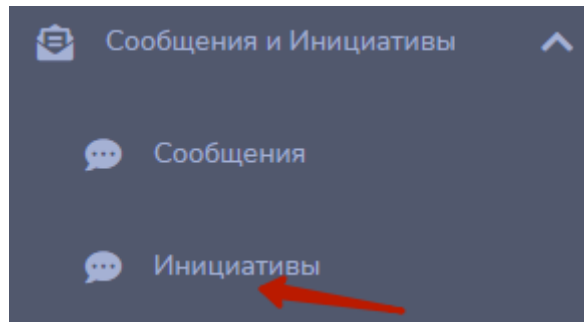 Сообщения и Инициативы
Сообщения
Инициативы